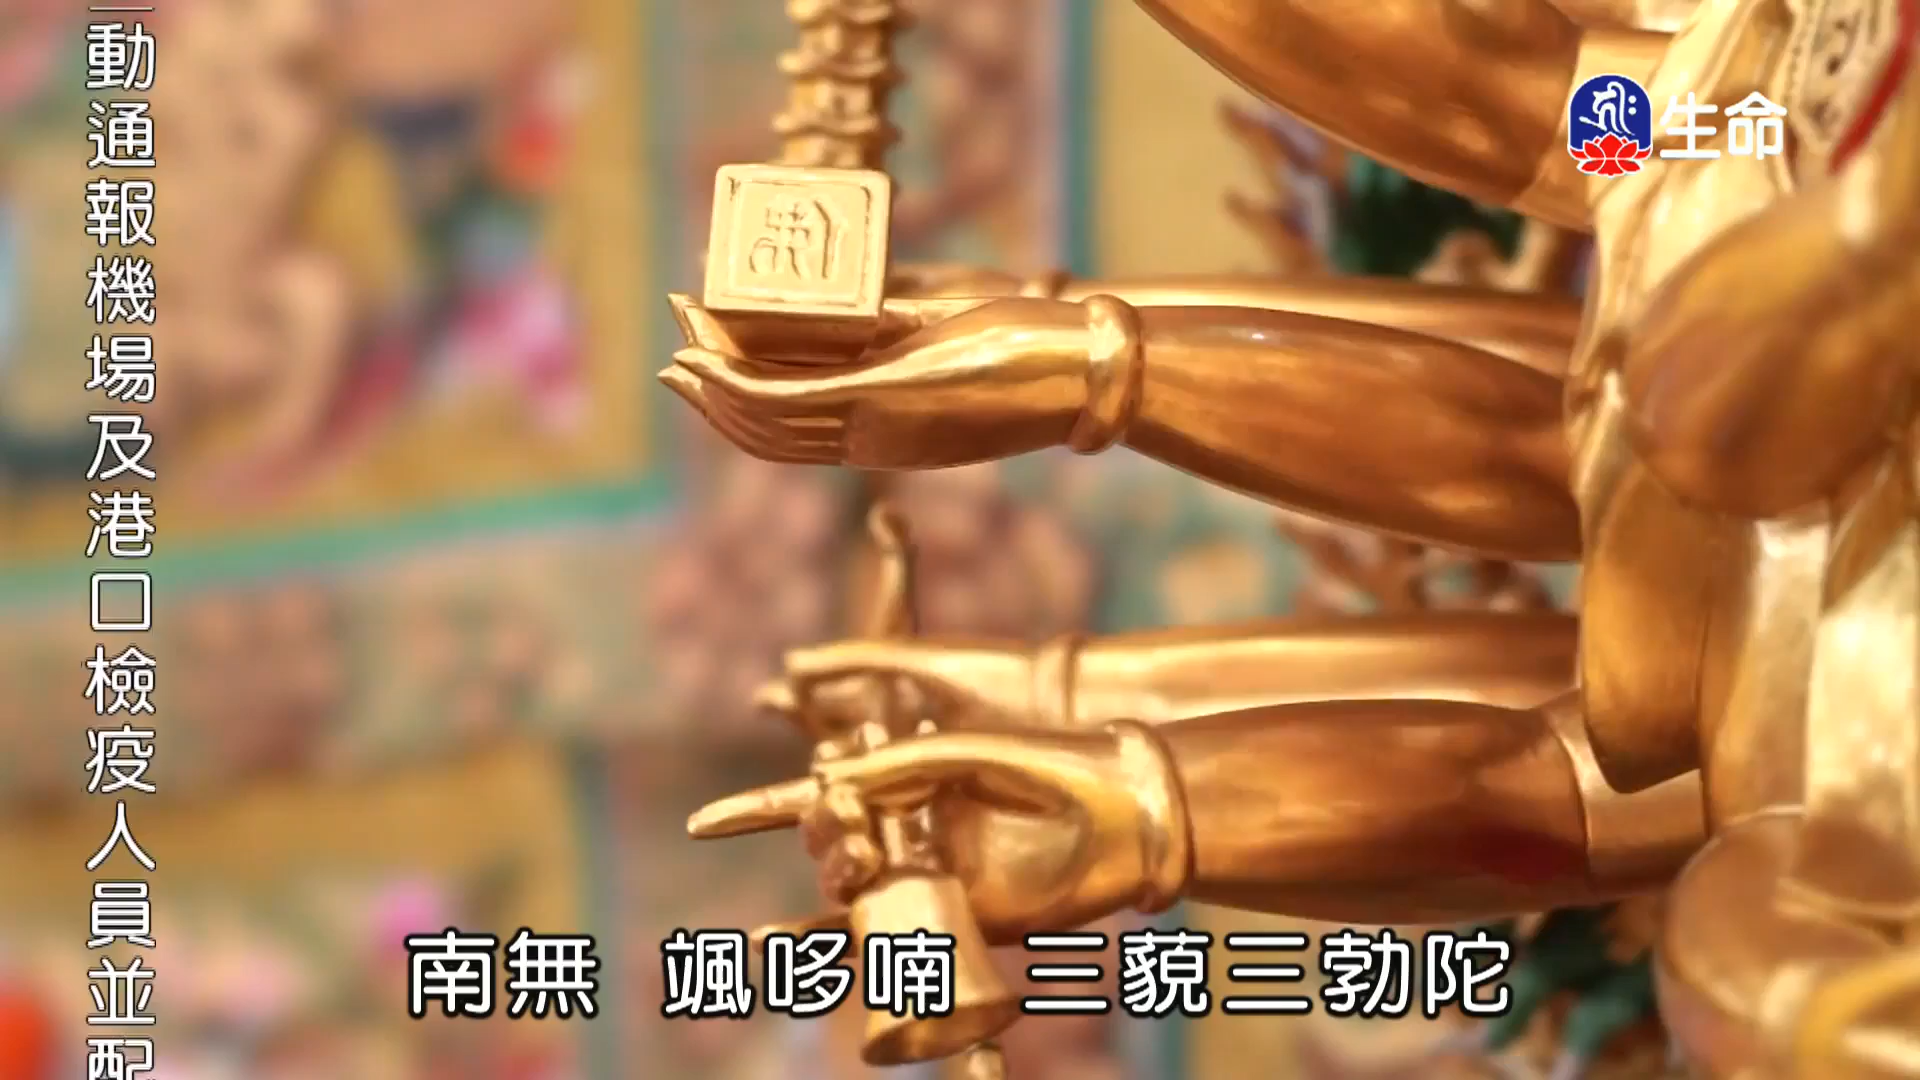 動通報機場及港口檢疫人員並配
生命
南無 颯哆喃 三藐三勃陀